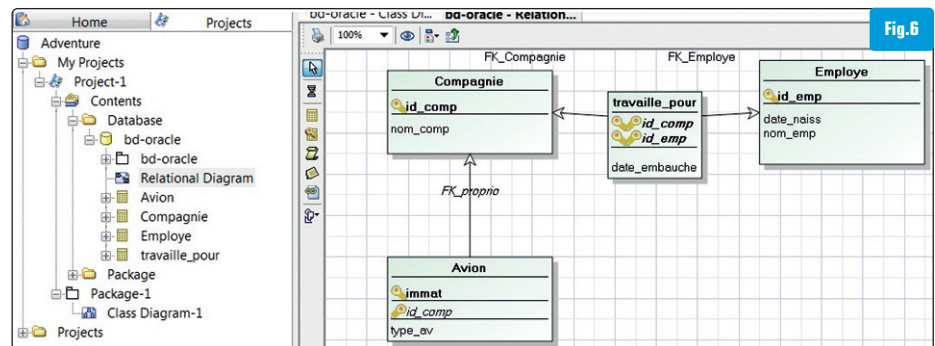 Home
Projects
Adventure
My Projects
Project-1
Contents
Database
bd-oracle
bd-oracle
Relational Diagram
Avion
Compagnie
Employe
travaille_pour
Package
Package-1
Class Diagram-1
Projects
bd-oracle - Class Di...
bd-oracle - Relation...
100%
Fig.6
FK_Compagnie
FK_Employe
Compagnie
id_comp
nom_comp
travaille_pour
id_comp
id_emp
date_embauche
Employe
id_emp
date_naiss
nom_emp
FK_proprio
Avion
immat
id_comp
type_av